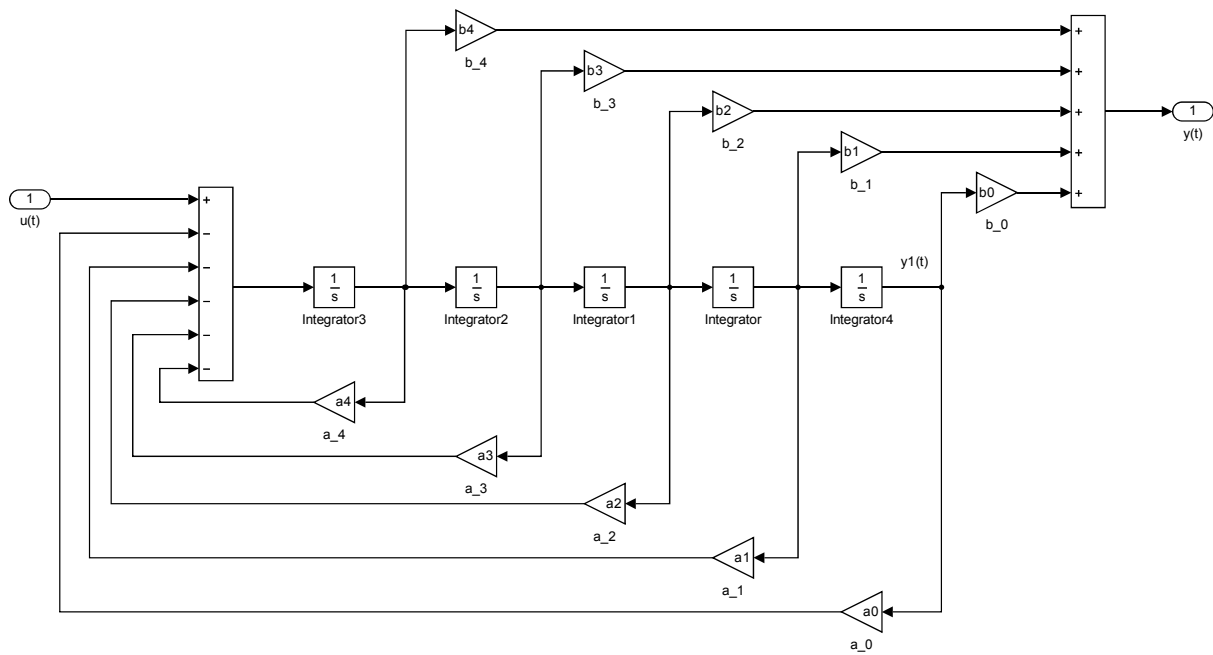 b4
b_4
+
b3
b_3
+
b2
b_2
+
1
y(t)
b1
b_1
+
b0
b_0
+
1
u(t)
+
−
−
−
−
−
1
s
Integrator3
1
s
Integrator2
1
s
Integrator1
1
s
Integrator
1
s
Integrator4
y1(t)
a4
a_4
a3
a_3
a2
a_2
a1
a_1
a0
a_0